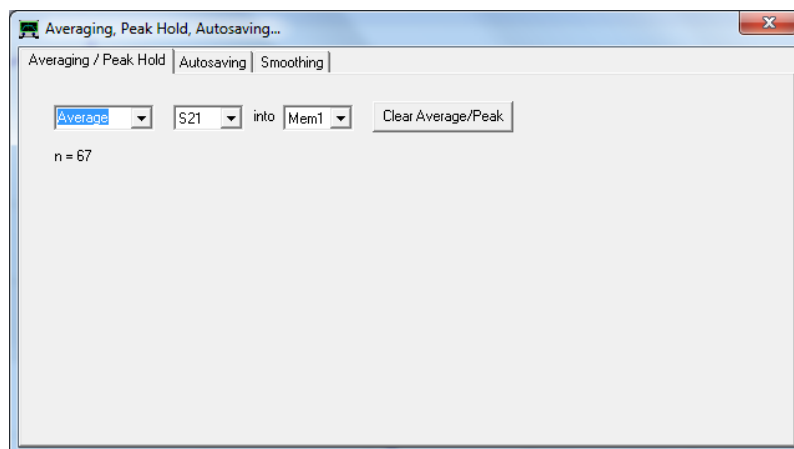 Averaging, Peak Hold, Autosaving...
Averaging / Peak Hold Autosaving Smoothing
Average S21 into Mem1 Clear Average/Peak
n = 67